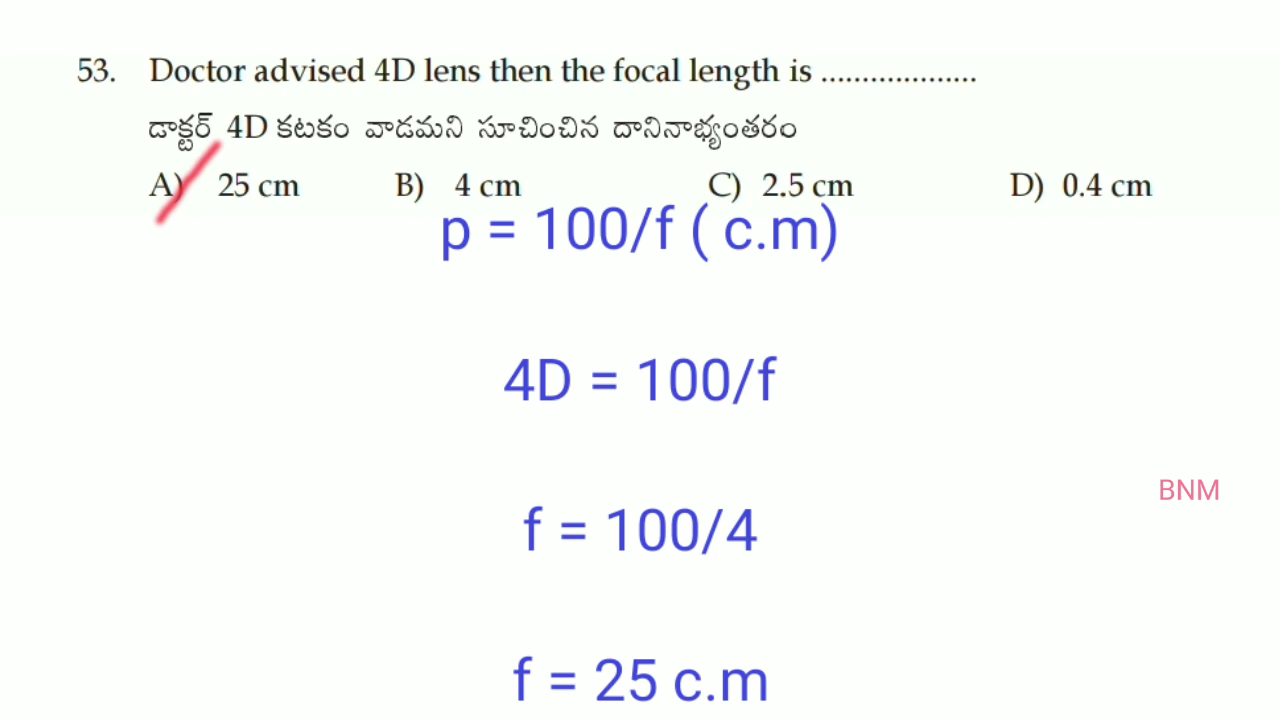 53. Doctor advised 4D lens then the focal length is ...................
డాక్టర్ 4D కటకం వాడమని సూచించిన దానినాభ్యంతరం
A) 25 cm B) 4 cm C) 2.5 cm D) 0.4 cm
p = 100/f ( c.m)
4D = 100/f
BNM
f = 100/4
f = 25 c.m